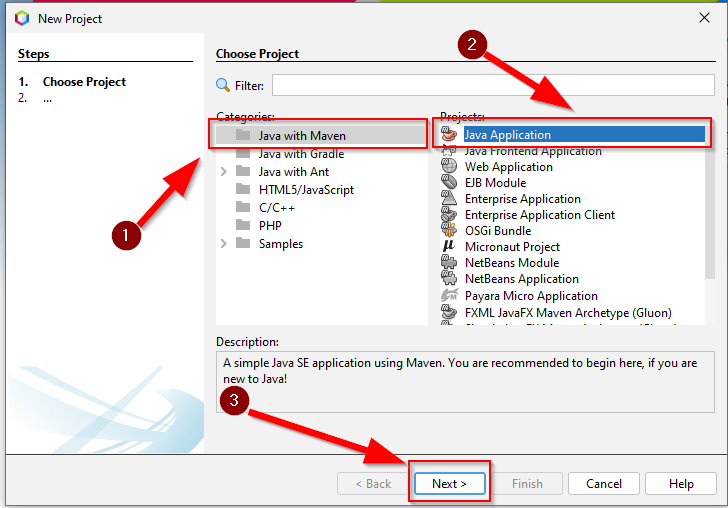 New Project
Steps
1. Choose Project
2. ...
Choose Project
Filter:
Categories:
Java with Maven
Java with Gradle
Java with Ant
HTML5/JavaScript
C/C++
PHP
Samples
Projects:
Java Application
Java Frontend Application
Web Application
EJB Module
Enterprise Application
Enterprise Application Client
OSGi Bundle
Micronaut Project
NetBeans Module
NetBeans Application
Payara Micro Application
FXML JavaFX Maven Archetype (Gluon)
Description:
A simple Java SE application using Maven. You are recommended to begin here, if you are
new to Java!
1
2
3
< Back
Next >
Finish
Cancel
Help